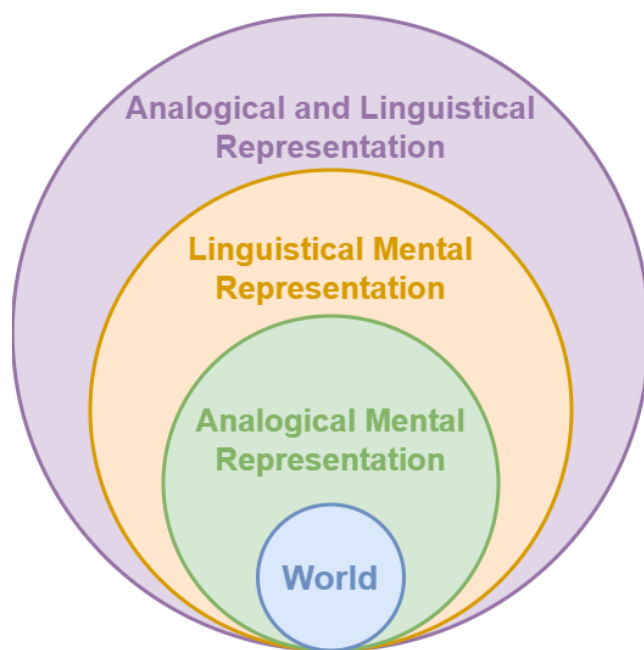 Analogical and Linguistical
Representation
Linguistical Mental
Representation
Analogical Mental
Representation
World